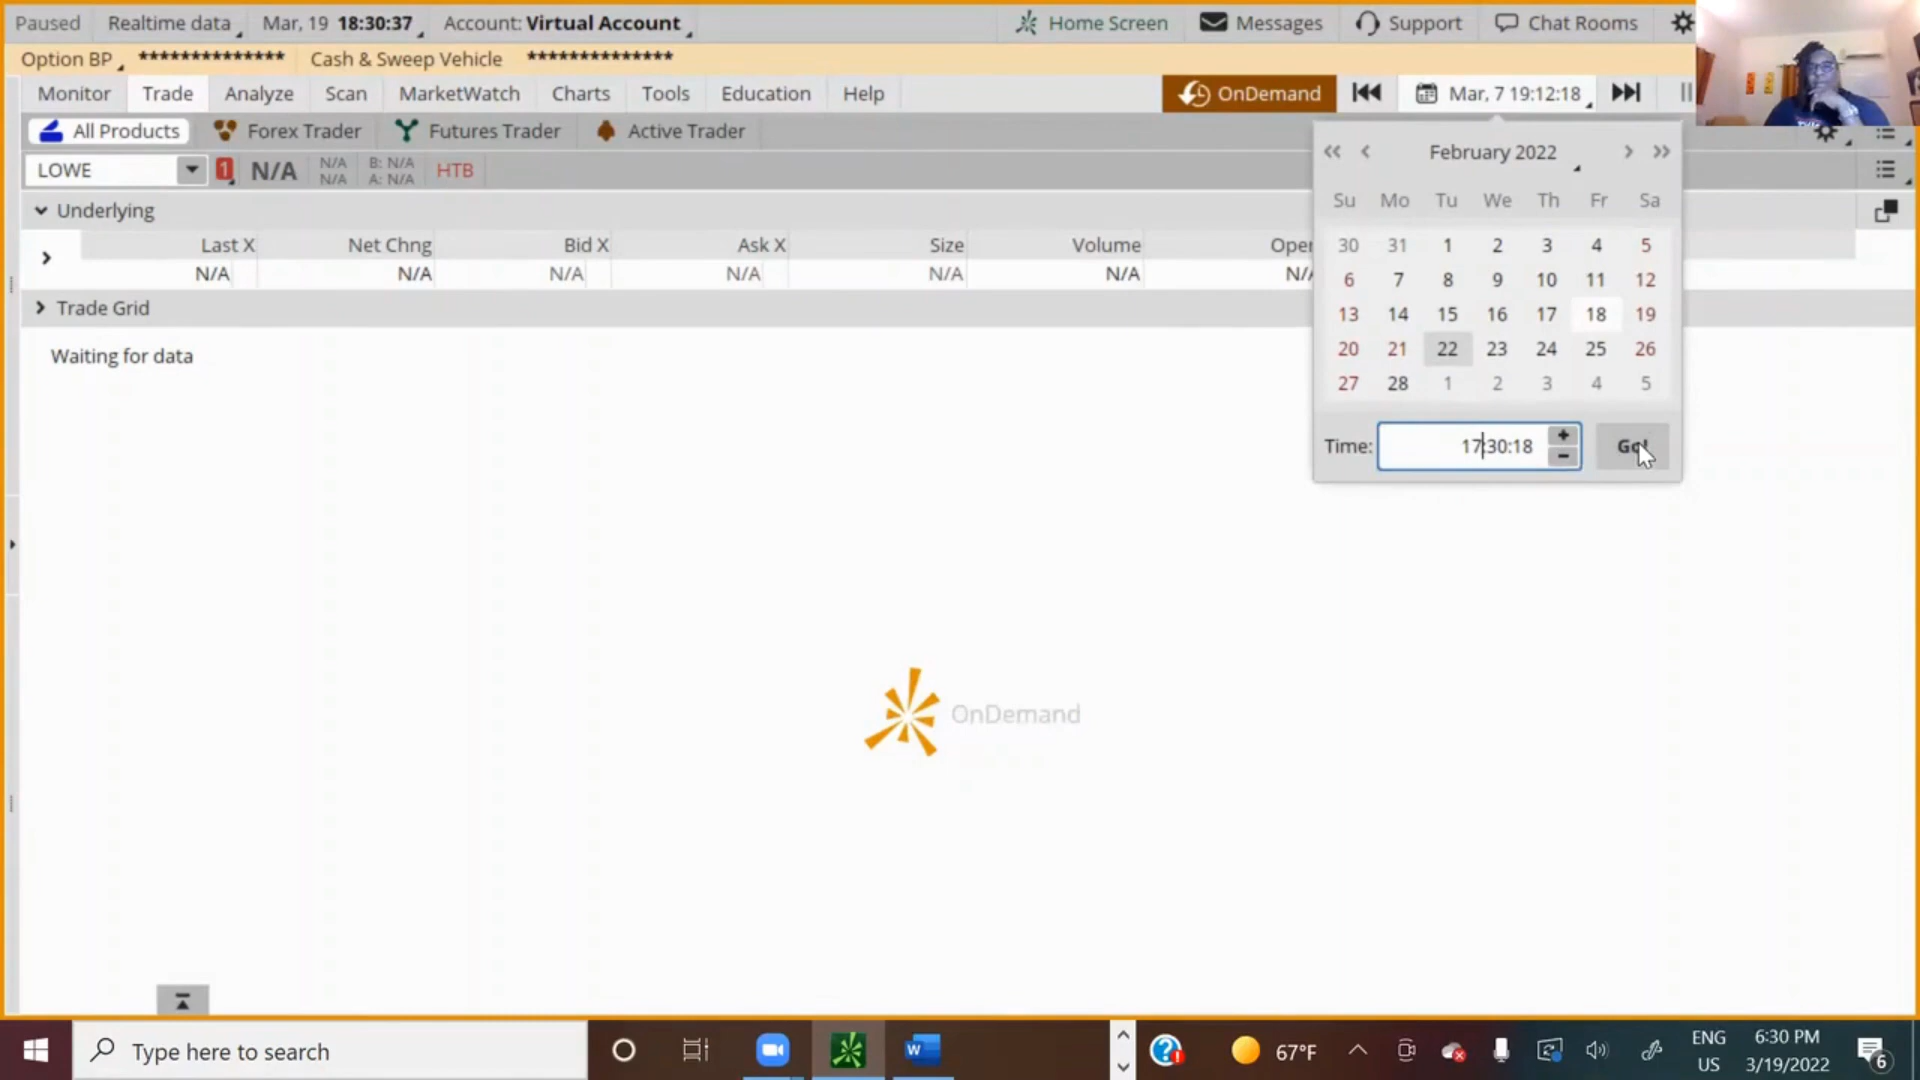 Paused Realtime data Mar, 19 18:30:37 Account: Virtual Account Home Screen Messages Support Chat Rooms
Option BP ************** Cash & Sweep Vehicle **************
Monitor Trade Analyze Scan MarketWatch Charts Tools Education Help OnDemand Mar, 7 19:12:18
All Products Forex Trader Futures Trader Active Trader
LOWE 1 N/A N/A B: N/A HTB
N/A A: N/A
February 2022
Underlying
Su Mo Tu We Th Fr Sa
Last X Net Chng Bid X Ask X Size Volume Open
N/A N/A N/A N/A N/A N/A N/A
30 31 1 2 3 4 5
6 7 8 9 10 11 12
Trade Grid
13 14 15 16 17 18 19
Waiting for data
20 21 22 23 24 25 26
27 28 1 2 3 4 5
Time: 17:30:18 Go!
OnDemand
Type here to search
67°F
ENG
US
6:30 PM
3/19/2022
6